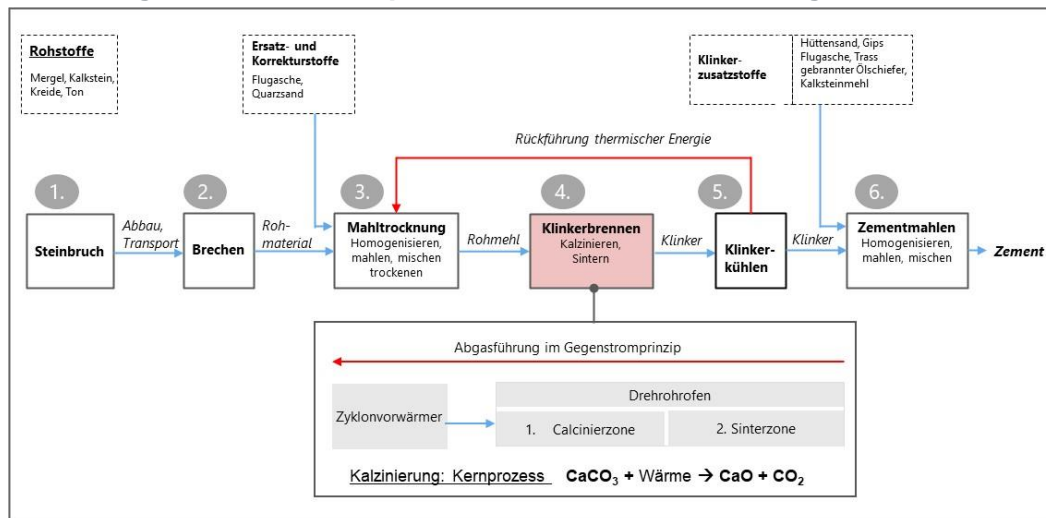 Rohstoffe
Mergel, Kalkstein,
Kreide, Ton
Ersatz- und
Korrekturstoffe
Flugasche,
Quarzsand
Klinker-
zusatzstoffe
Hüttensand, Gips
Flugasche, Trass
gebrannter Ölschiefer,
Kalksteinmehl
Rückführung thermischer Energie
1.
2.
3.
4.
5.
6.
Steinbruch
Abbau,
Transport
Brechen
Roh-
material
Mahltrocknung
Homogenisieren,
mahlen, mischen
trockenen
Rohmehl
Klinkerbrennen
Kalzinieren,
Sintern
Klinker
Klinker-
kühlen
Klinker
Zementmahlen
Homogenisieren,
mahlen, mischen
Zement
Abgasführung im Gegenstromprinzip
Zyklonvorwärmer
Drehrohrofen
1. Calcinierzone
2. Sinterzone
Kalzinierung: Kernprozess CaCO₃ + Wärme → CaO + CO₂